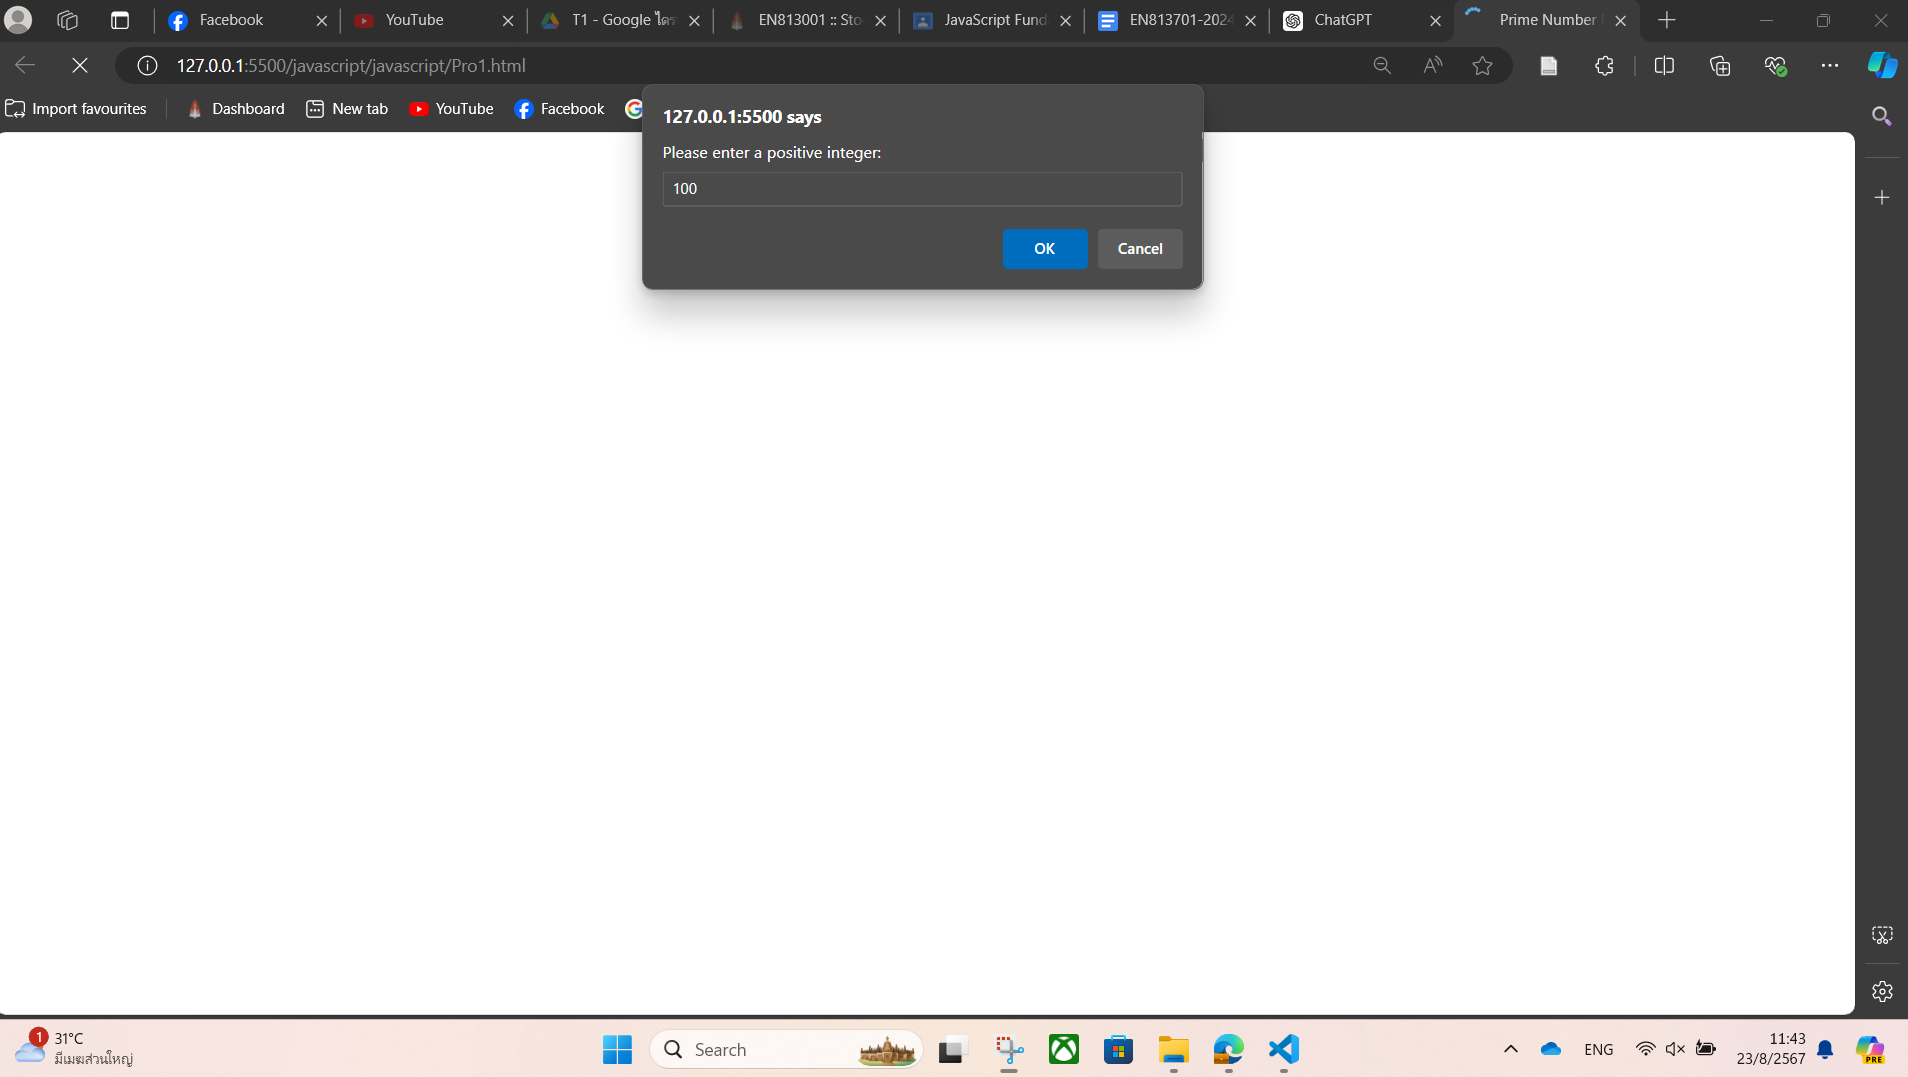 Facebook
YouTube
T1 - Google ไดร
EN813001 :: Sto
JavaScript Fund
EN813701-2024
ChatGPT
Prime Number
127.0.0.1:5500/javascript/javascript/Pro1.html
Import favourites
Dashboard
New tab
YouTube
Facebook
127.0.0.1:5500 says
Please enter a positive integer:
100
OK
Cancel
1
31°C
มีเมฆส่วนใหญ่
Search
ENG
11:43
23/8/2567
PRE